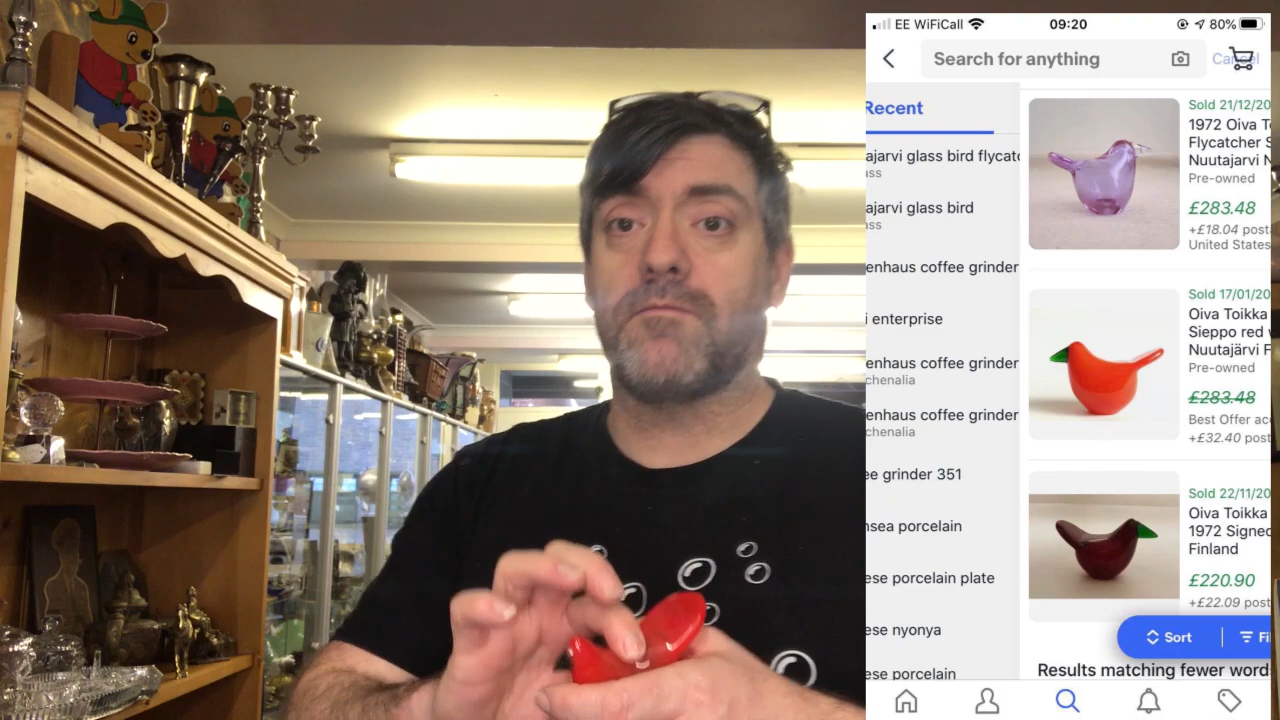 EE WiFiCall
09:20
80%
Search for anything
Cancel
Recent
ajarvi glass bird flycatc
ass
ajarvi glass bird
ass
enhaus coffee grinder
i enterprise
enhaus coffee grinder
chenalia
enhaus coffee grinder
chenalia
ee grinder 351
nsea porcelain
ese porcelain plate
ese nyonya
ese porcelain
Sold 21/12/20
1972 Oiva To
Flycatcher S
Nuutajarvi N
Pre-owned
£283.48
+£18.04 post
United States
Sold 17/01/20
Oiva Toikka
Sieppo red w
Nuutajärvi F
Pre-owned
£283.48
Best Offer acc
+£32.40 post
Sold 22/11/20
Oiva Toikka
1972 Signed
Finland
£220.90
+£22.09 post
Sort
Fil
Results matching fewer words